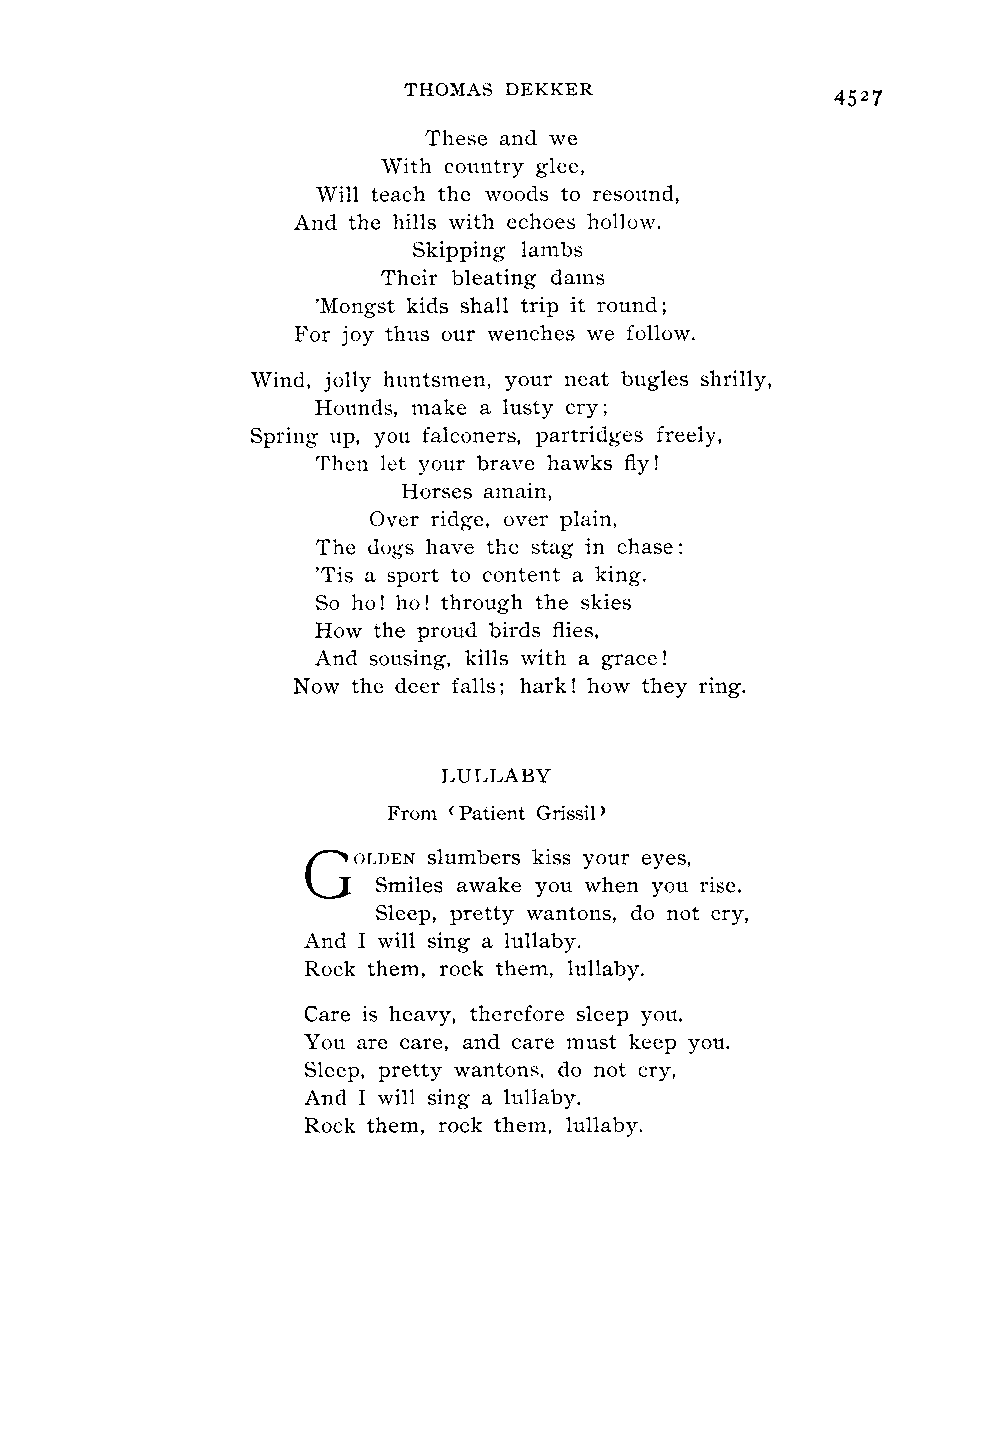 THOMAS DEKKER
4527
These and we
With country glee,
Will teach the woods to resound,
And the hills with echoes hollow.
Skipping lambs
Their bleating dams
'Mongst kids shall trip it round;
For joy thus our wenches we follow.
Wind, jolly huntsmen, your neat bugles shrilly,
Hounds, make a lusty cry;
Spring up, you falconers, partridges freely,
Then let your brave hawks fly!
Horses amain,
Over ridge, over plain,
The dogs have the stag in chase:
'Tis a sport to content a king.
So ho! ho! through the skies
How the proud birds flies,
And sousing, kills with a grace!
Now the deer falls; hark! how they ring.
LULLABY
From ‹Patient Grissil›
GOLDEN slumbers kiss your eyes,
Smiles awake you when you rise.
Sleep, pretty wantons, do not cry,
And I will sing a lullaby.
Rock them, rock them, lullaby.
Care is heavy, therefore sleep you.
You are care, and care must keep you.
Sleep, pretty wantons, do not cry,
And I will sing a lullaby.
Rock them, rock them, lullaby.